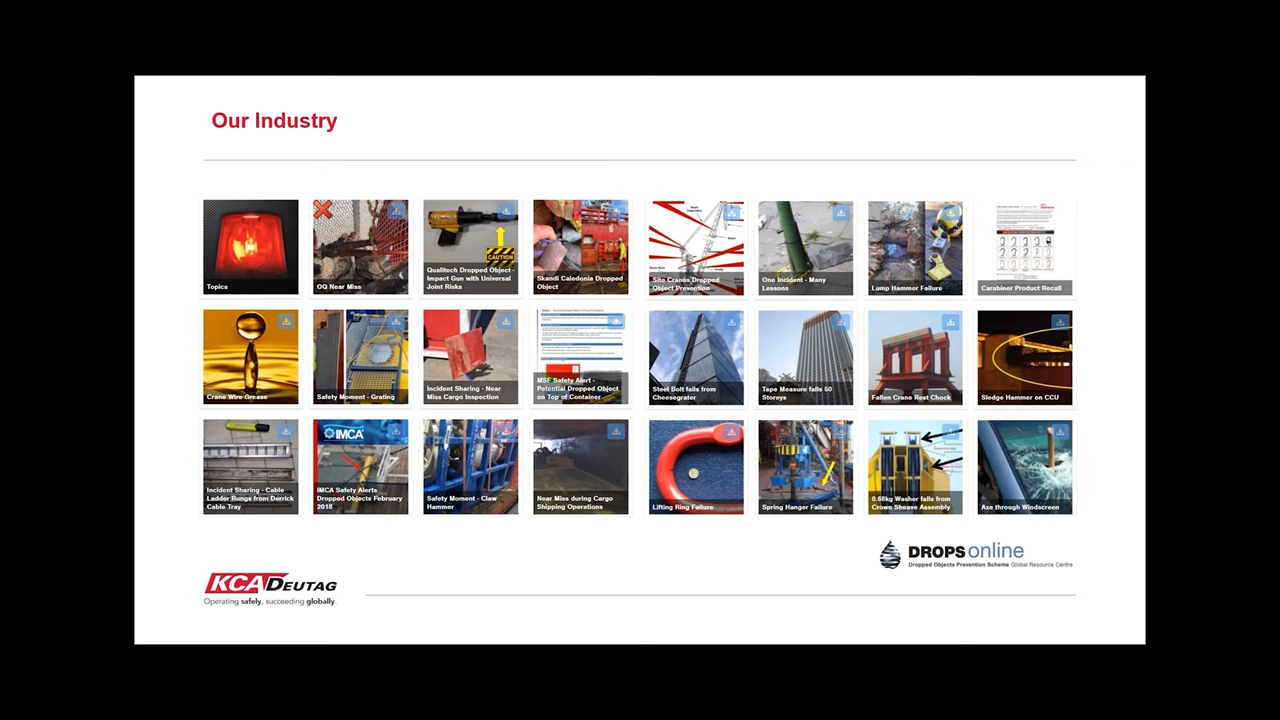 Our Industry
Topics
OQ Near Miss
CAUTION
Qualitech Dropped Object -
Impact Gun with Universal
Joint Risks
Skandi Caledonia Dropped
Object
Site Cranes Dropped
Object Prevention
One Incident - Many
Lessons
Lump Hammer Failure
Carabiner Product Recall
Crane Wire Grease
Safety Moment - Grating
Incident Sharing - Near
Miss Cargo Inspection
MSF Safety Alert -
Potential Dropped Object
on Top of Container
Steel Bolt falls from
Cheesegrater
Tape Measure falls 50
Storeys
Fallen Crane Rest Chock
Sledge Hammer on CCU
Incident Sharing - Cable
Ladder Rungs from Derrick
Cable Tray
IMCA
IMCA Safety Alerts
Dropped Objects February
2018
Safety Moment - Claw
Hammer
Near Miss during Cargo
Shipping Operations
Lifting Ring Failure
Spring Hanger Failure
0.68kg Washer falls from
Crown Sheave Assembly
Axe through Windscreen
DROPS online
Dropped Objects Prevention Scheme Global Resource Centre
KCA DEUTAG
Operating safely, succeeding globally.